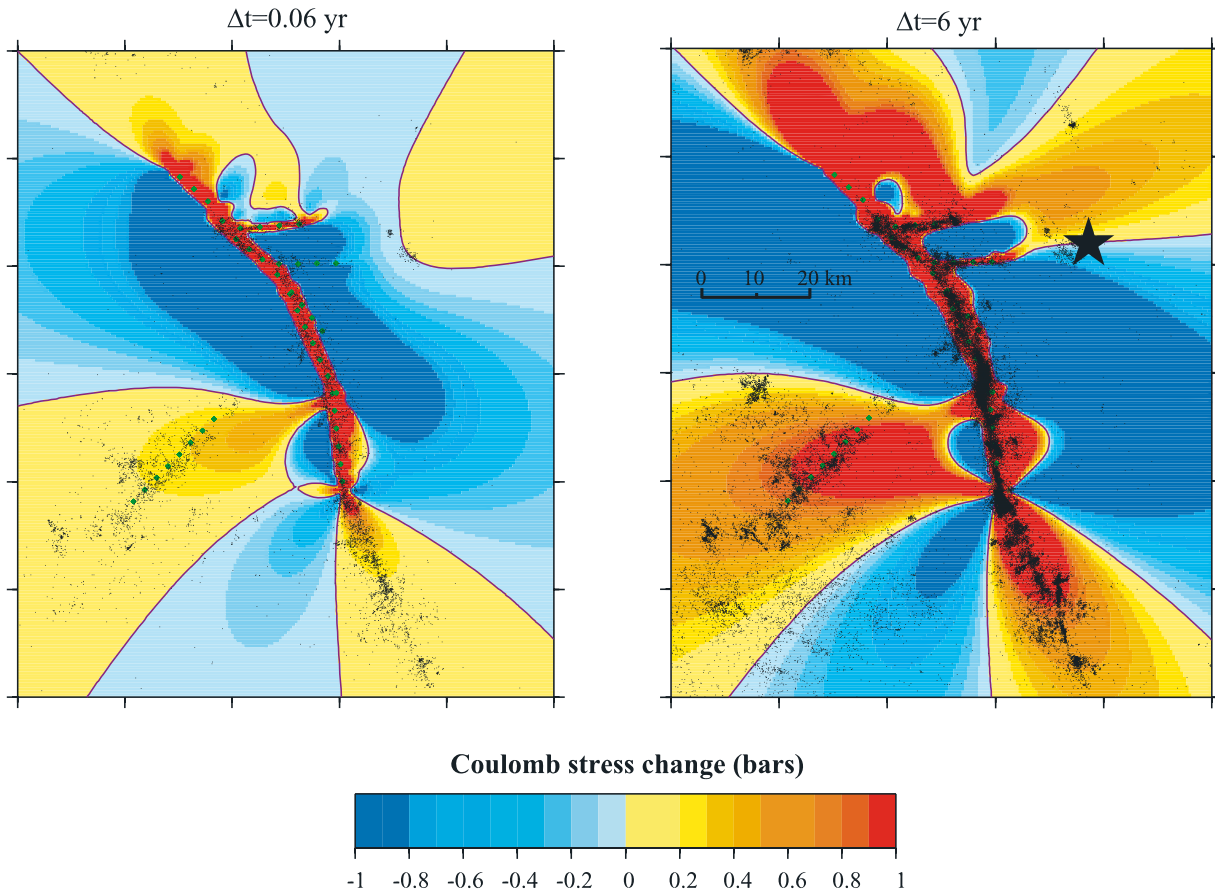 Δt=0.06 yr
Δt=6 yr
0 10 20 km
Coulomb stress change (bars)
-1 -0.8 -0.6 -0.4 -0.2 0 0.2 0.4 0.6 0.8 1